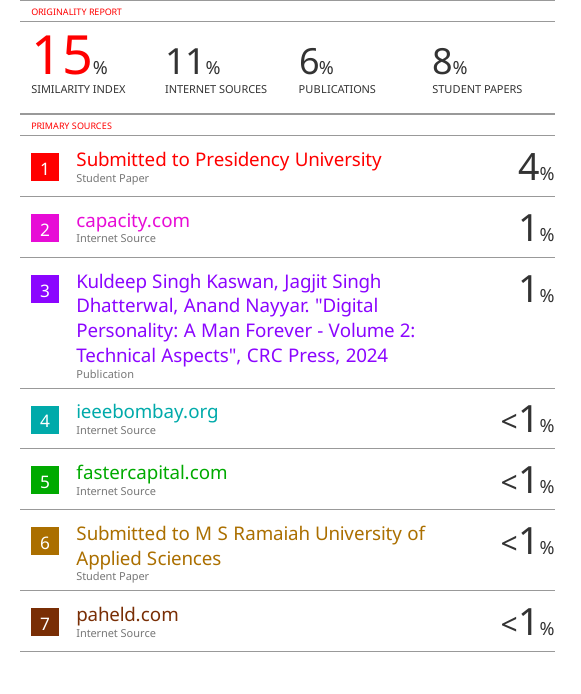 ORIGINALITY REPORT
15% 11% 6% 8%
SIMILARITY INDEX INTERNET SOURCES PUBLICATIONS STUDENT PAPERS
PRIMARY SOURCES
1 Submitted to Presidency University 4%
Student Paper
2 capacity.com 1%
Internet Source
3 Kuldeep Singh Kaswan, Jagjit Singh 1%
Dhatterwal, Anand Nayyar. "Digital
Personality: A Man Forever - Volume 2:
Technical Aspects", CRC Press, 2024
Publication
4 ieeebombay.org <1%
Internet Source
5 fastercapital.com <1%
Internet Source
6 Submitted to M S Ramaiah University of <1%
Applied Sciences
Student Paper
7 paheld.com <1%
Internet Source